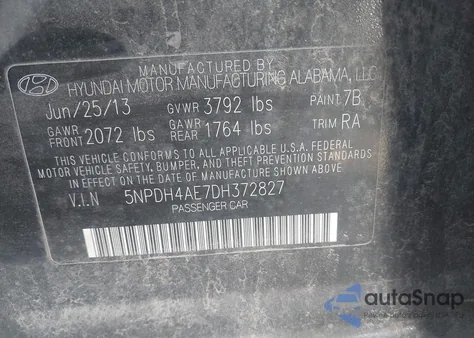 MANUFACTURED BY
HYUNDAI MOTOR MANUFACTURING ALABAMA, LLC
Jun/25/13 GVWR 3792 lbs PAINT 7B
GAWR FRONT 2072 lbs GAWR REAR 1764 lbs TRIM RA
THIS VEHICLE CONFORMS TO ALL APPLICABLE U.S.A. FEDERAL
MOTOR VEHICLE SAFETY, BUMPER, AND THEFT PREVENTION STANDARDS
IN EFFECT ON THE DATE OF MANUFACTURE SHOWN ABOVE
V.I.N 5NPDH4AE7DH372827
PASSENGER CAR
autoSnap